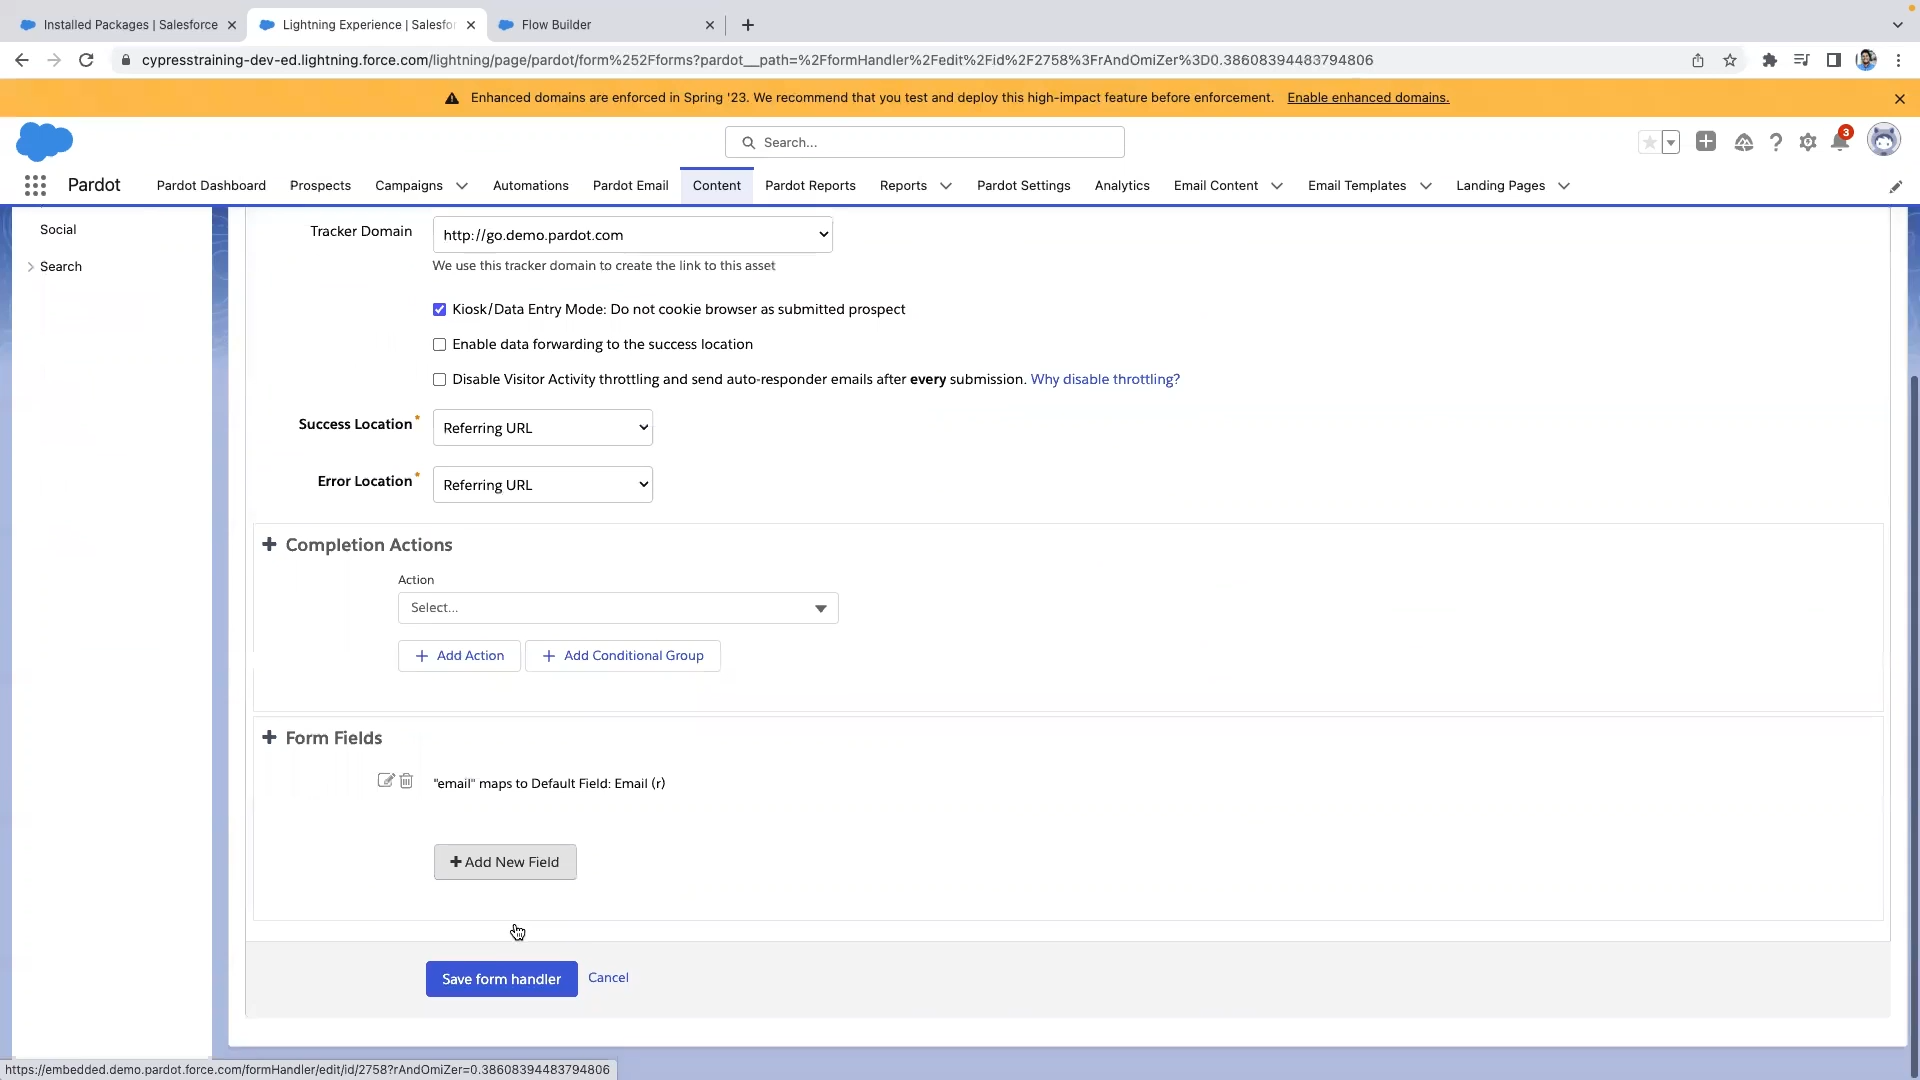 Installed Packages | Salesforce
Lightning Experience | Salesfor
Flow Builder
cypresstraining-dev-ed.lightning.force.com/lightning/page/pardot/form%252Fforms?pardot__path=%2FformHandler%2Fedit%2Fid%2F2758%3FrAndOmiZer%3D0.38608394483794806
Enhanced domains are enforced in Spring '23. We recommend that you test and deploy this high-impact feature before enforcement. Enable enhanced domains.
Search...
3
Pardot
Pardot Dashboard
Prospects
Campaigns
Automations
Pardot Email
Content
Pardot Reports
Reports
Pardot Settings
Analytics
Email Content
Email Templates
Landing Pages
Social
Search
Tracker Domain
http://go.demo.pardot.com
We use this tracker domain to create the link to this asset
Kiosk/Data Entry Mode: Do not cookie browser as submitted prospect
Enable data forwarding to the success location
Disable Visitor Activity throttling and send auto-responder emails after every submission. Why disable throttling?
Success Location *
Referring URL
Error Location *
Referring URL
Completion Actions
Action
Select...
Add Action
Add Conditional Group
Form Fields
"email" maps to Default Field: Email (r)
Add New Field
Save form handler
Cancel
https://embedded.demo.pardot.force.com/formHandler/edit/id/2758?rAndOmiZer=0.38608394483794806